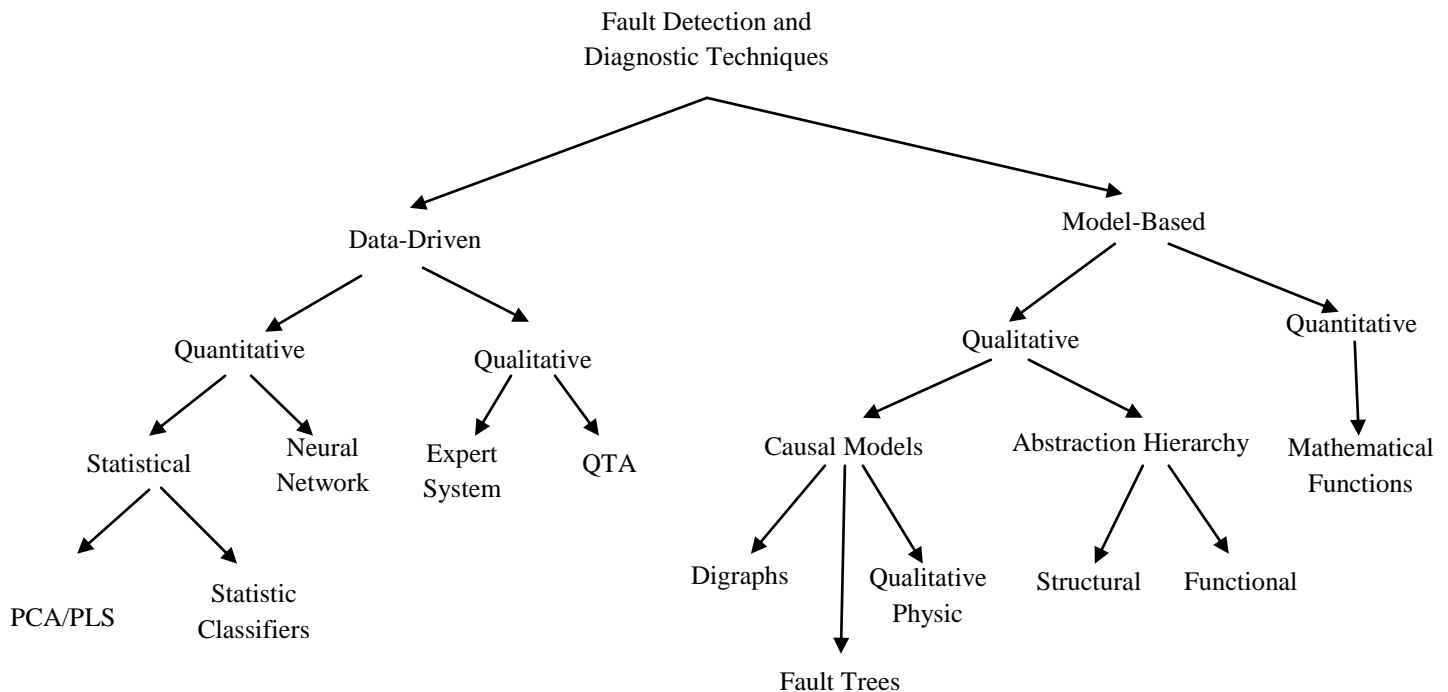 Fault Detection and
Diagnostic Techniques
Data-Driven
Model-Based
Quantitative
Qualitative
Qualitative
Quantitative
Statistical
Neural
Network
Expert
System
QTA
Causal Models
Abstraction Hierarchy
Mathematical
Functions
PCA/PLS
Statistic
Classifiers
Digraphs
Fault Trees
Qualitative
Physic
Structural
Functional